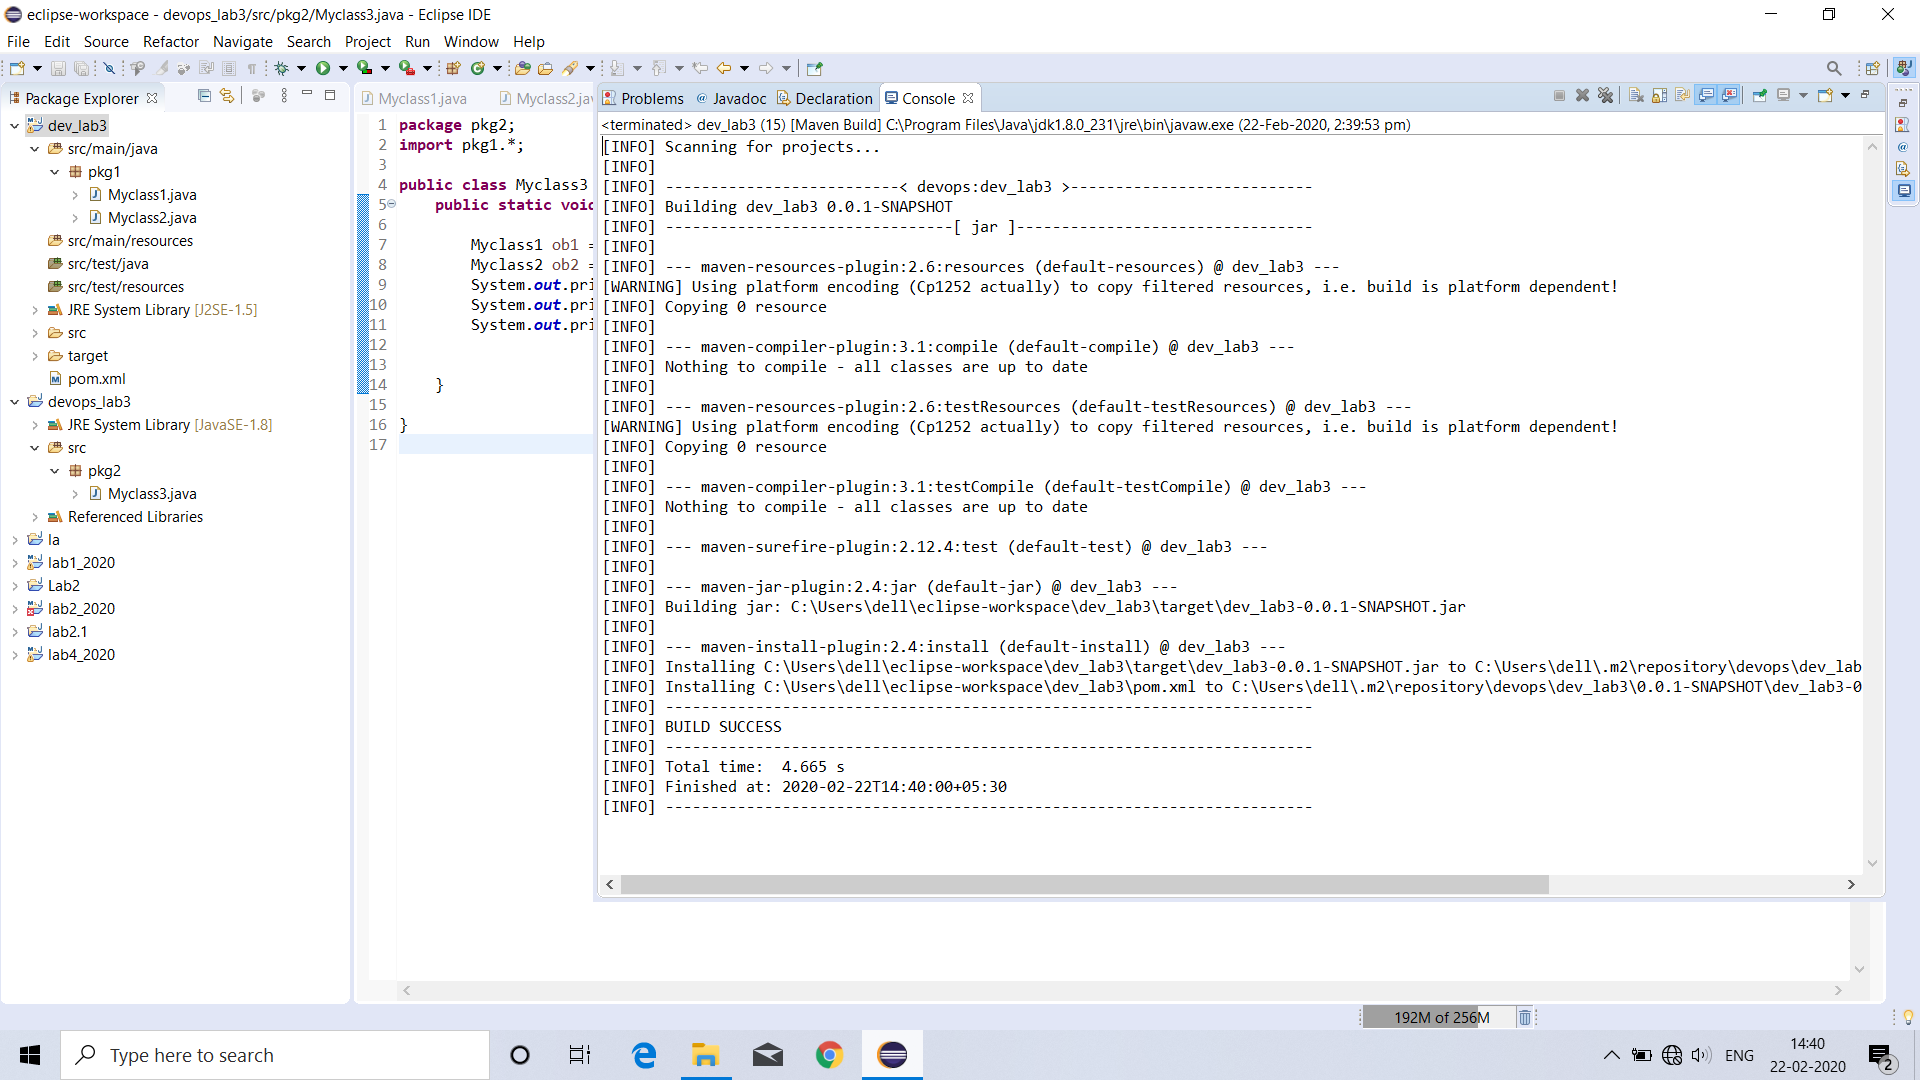 eclipse-workspace - devops_lab3/src/pkg2/Myclass3.java - Eclipse IDE
File Edit Source Refactor Navigate Search Project Run Window Help
Package Explorer
dev_lab3
src/main/java
pkg1
Myclass1.java
Myclass2.java
src/main/resources
src/test/java
src/test/resources
JRE System Library [J2SE-1.5]
src
target
pom.xml
devops_lab3
JRE System Library [JavaSE-1.8]
src
pkg2
Myclass3.java
Referenced Libraries
la
lab1_2020
Lab2
lab2_2020
lab2.1
lab4_2020
Myclass1.java Myclass2.jav
1 package pkg2;
2 import pkg1.*;
3
4 public class Myclass3
5 public static void
6
7 Myclass1 ob1 =
8 Myclass2 ob2 =
9 System.out.pri
10 System.out.pri
11 System.out.pri
12
13
14 }
15
16 }
17
Problems @ Javadoc Declaration Console
<terminated> dev_lab3 (15) [Maven Build] C:\Program Files\Java\jdk1.8.0_231\jre\bin\javaw.exe (22-Feb-2020, 2:39:53 pm)
[INFO] Scanning for projects...
[INFO]
[INFO] --------------------------< devops:dev_lab3 >---------------------------
[INFO] Building dev_lab3 0.0.1-SNAPSHOT
[INFO] --------------------------------[ jar ]---------------------------------
[INFO]
[INFO] --- maven-resources-plugin:2.6:resources (default-resources) @ dev_lab3 ---
[WARNING] Using platform encoding (Cp1252 actually) to copy filtered resources, i.e. build is platform dependent!
[INFO] Copying 0 resource
[INFO]
[INFO] --- maven-compiler-plugin:3.1:compile (default-compile) @ dev_lab3 ---
[INFO] Nothing to compile - all classes are up to date
[INFO]
[INFO] --- maven-resources-plugin:2.6:testResources (default-testResources) @ dev_lab3 ---
[WARNING] Using platform encoding (Cp1252 actually) to copy filtered resources, i.e. build is platform dependent!
[INFO] Copying 0 resource
[INFO]
[INFO] --- maven-compiler-plugin:3.1:testCompile (default-testCompile) @ dev_lab3 ---
[INFO] Nothing to compile - all classes are up to date
[INFO]
[INFO] --- maven-surefire-plugin:2.12.4:test (default-test) @ dev_lab3 ---
[INFO]
[INFO] --- maven-jar-plugin:2.4:jar (default-jar) @ dev_lab3 ---
[INFO] Building jar: C:\Users\dell\eclipse-workspace\dev_lab3\target\dev_lab3-0.0.1-SNAPSHOT.jar
[INFO]
[INFO] --- maven-install-plugin:2.4:install (default-install) @ dev_lab3 ---
[INFO] Installing C:\Users\dell\eclipse-workspace\dev_lab3\target\dev_lab3-0.0.1-SNAPSHOT.jar to C:\Users\dell\.m2\repository\devops\dev_lab
[INFO] Installing C:\Users\dell\eclipse-workspace\dev_lab3\pom.xml to C:\Users\dell\.m2\repository\devops\dev_lab3\0.0.1-SNAPSHOT\dev_lab3-0
[INFO] ------------------------------------------------------------------------
[INFO] BUILD SUCCESS
[INFO] ------------------------------------------------------------------------
[INFO] Total time:  4.665 s
[INFO] Finished at: 2020-02-22T14:40:00+05:30
[INFO] ------------------------------------------------------------------------
192M of 256M
Type here to search
ENG
14:40
22-02-2020
2